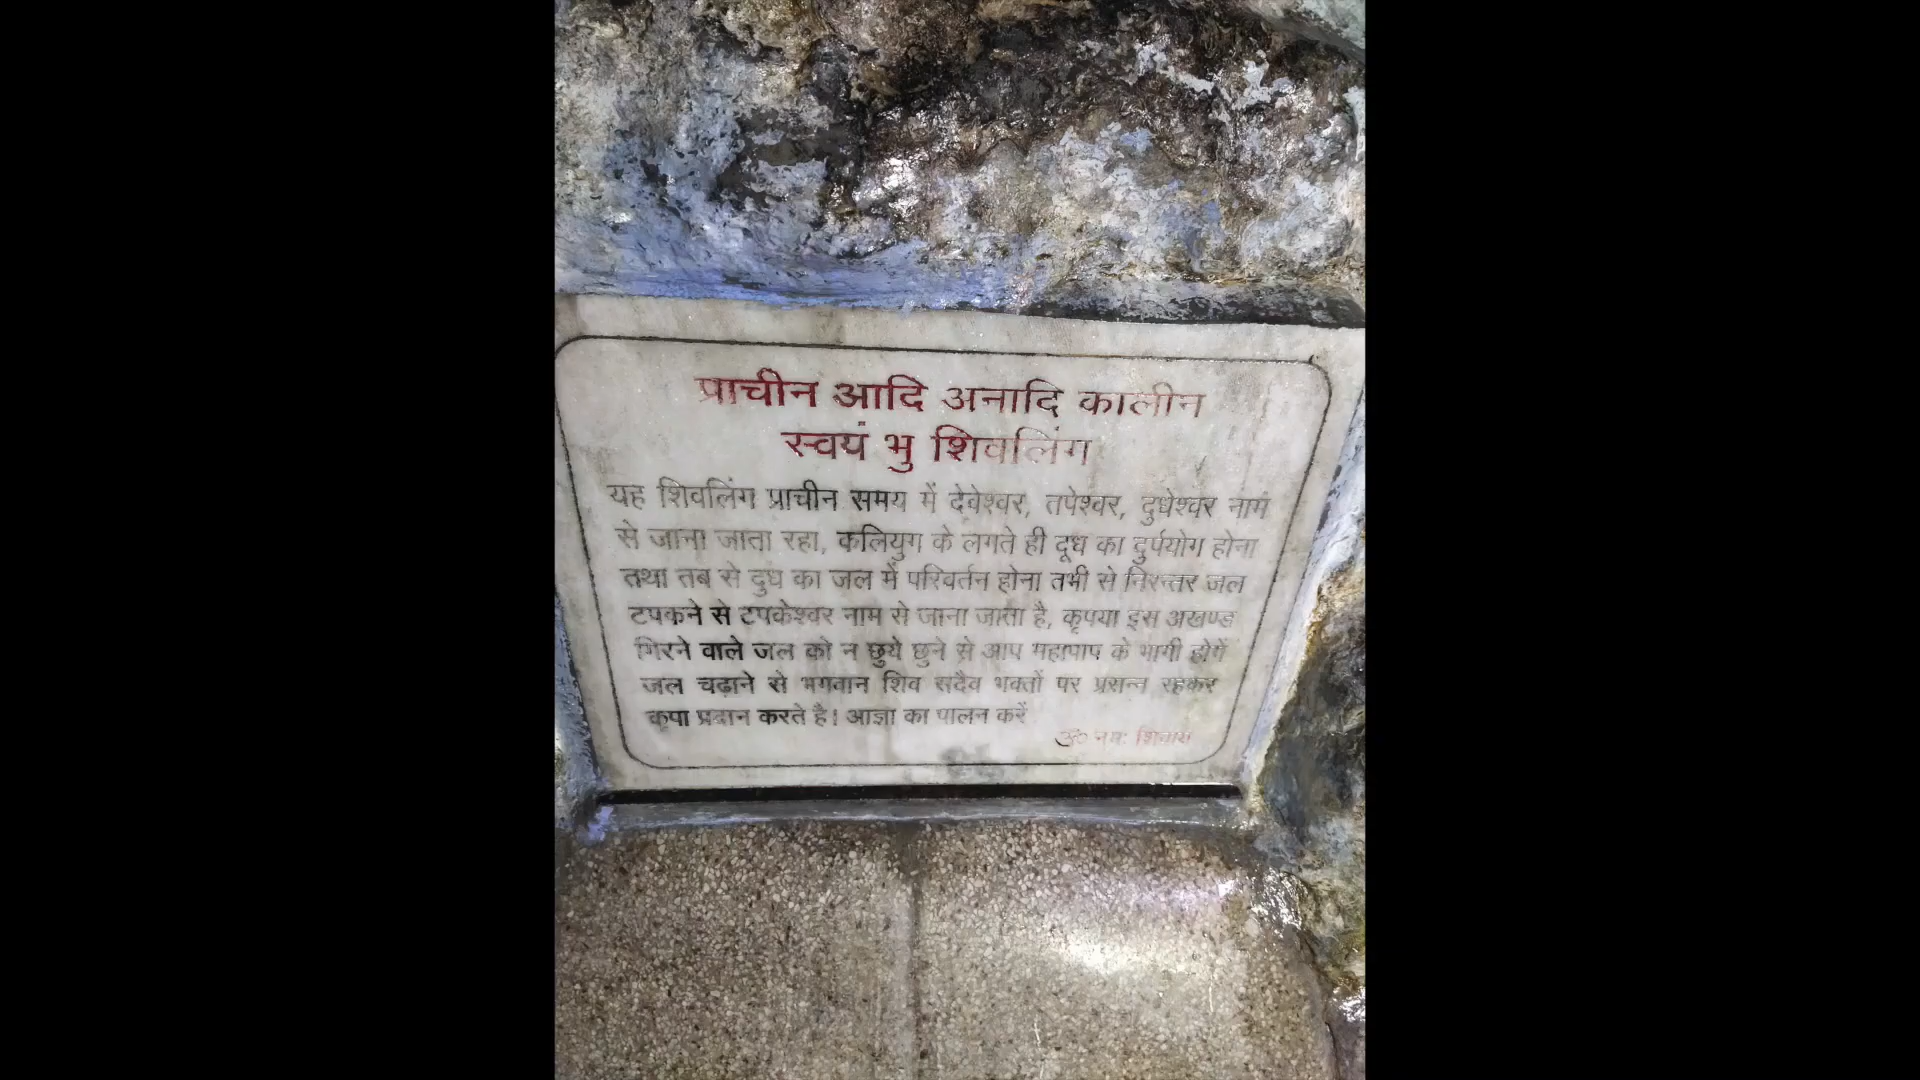 प्राचीन आदि अनादि कालीन
स्वयं भु शिवलिंग
यह शिवलिंग प्राचीन समय में देवेश्वर, तपेश्वर, दुधेश्वर नाम
से जाना जाता रहा, कलियुग के लगते ही दूध का दुर्पयोग होना
तथा तब से दुध का जल में परिवर्तन होना तभी से निरन्तर जल
टपकने से टपकेश्वर नाम से जाना जाता है, कृपया इस अखण्ड
गिरने वाले जल को न छुये छुने से आप महापाप के भागी होगें
जल चढ़ाने से भगवान शिव सदैव भक्तों पर प्रसन्न रहकर
कृपा प्रदान करते है। आज्ञा का पालन करें
ॐ नमः शिवाय